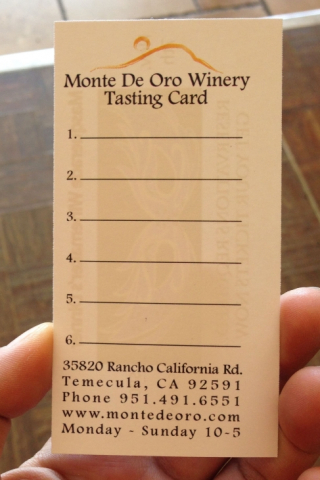 Monte De Oro Winery
Tasting Card
1.
2.
3.
4.
5.
6.
35820 Rancho California Rd.
Temecula, CA 92591
Phone 951.491.6551
www.montedeoro.com
Monday - Sunday 10-5